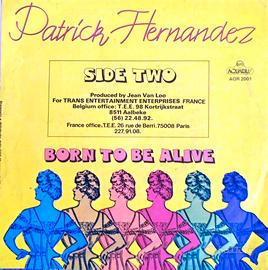 Patrick Hernandez
AQUARIUS
AQR 2001
SIDE TWO
Produced by Jean Van Loo
For TRANS ENTERTAINMENT ENTERPRISES FRANCE
Belgium office: T.E.E. 98 Kortrijkstraat
8511 Aalbeke
(56) 22.48.92.
France office. T.E.E. 26 rue de Berri. 75008 Paris
227.91.08.
BORN TO BE ALIVE